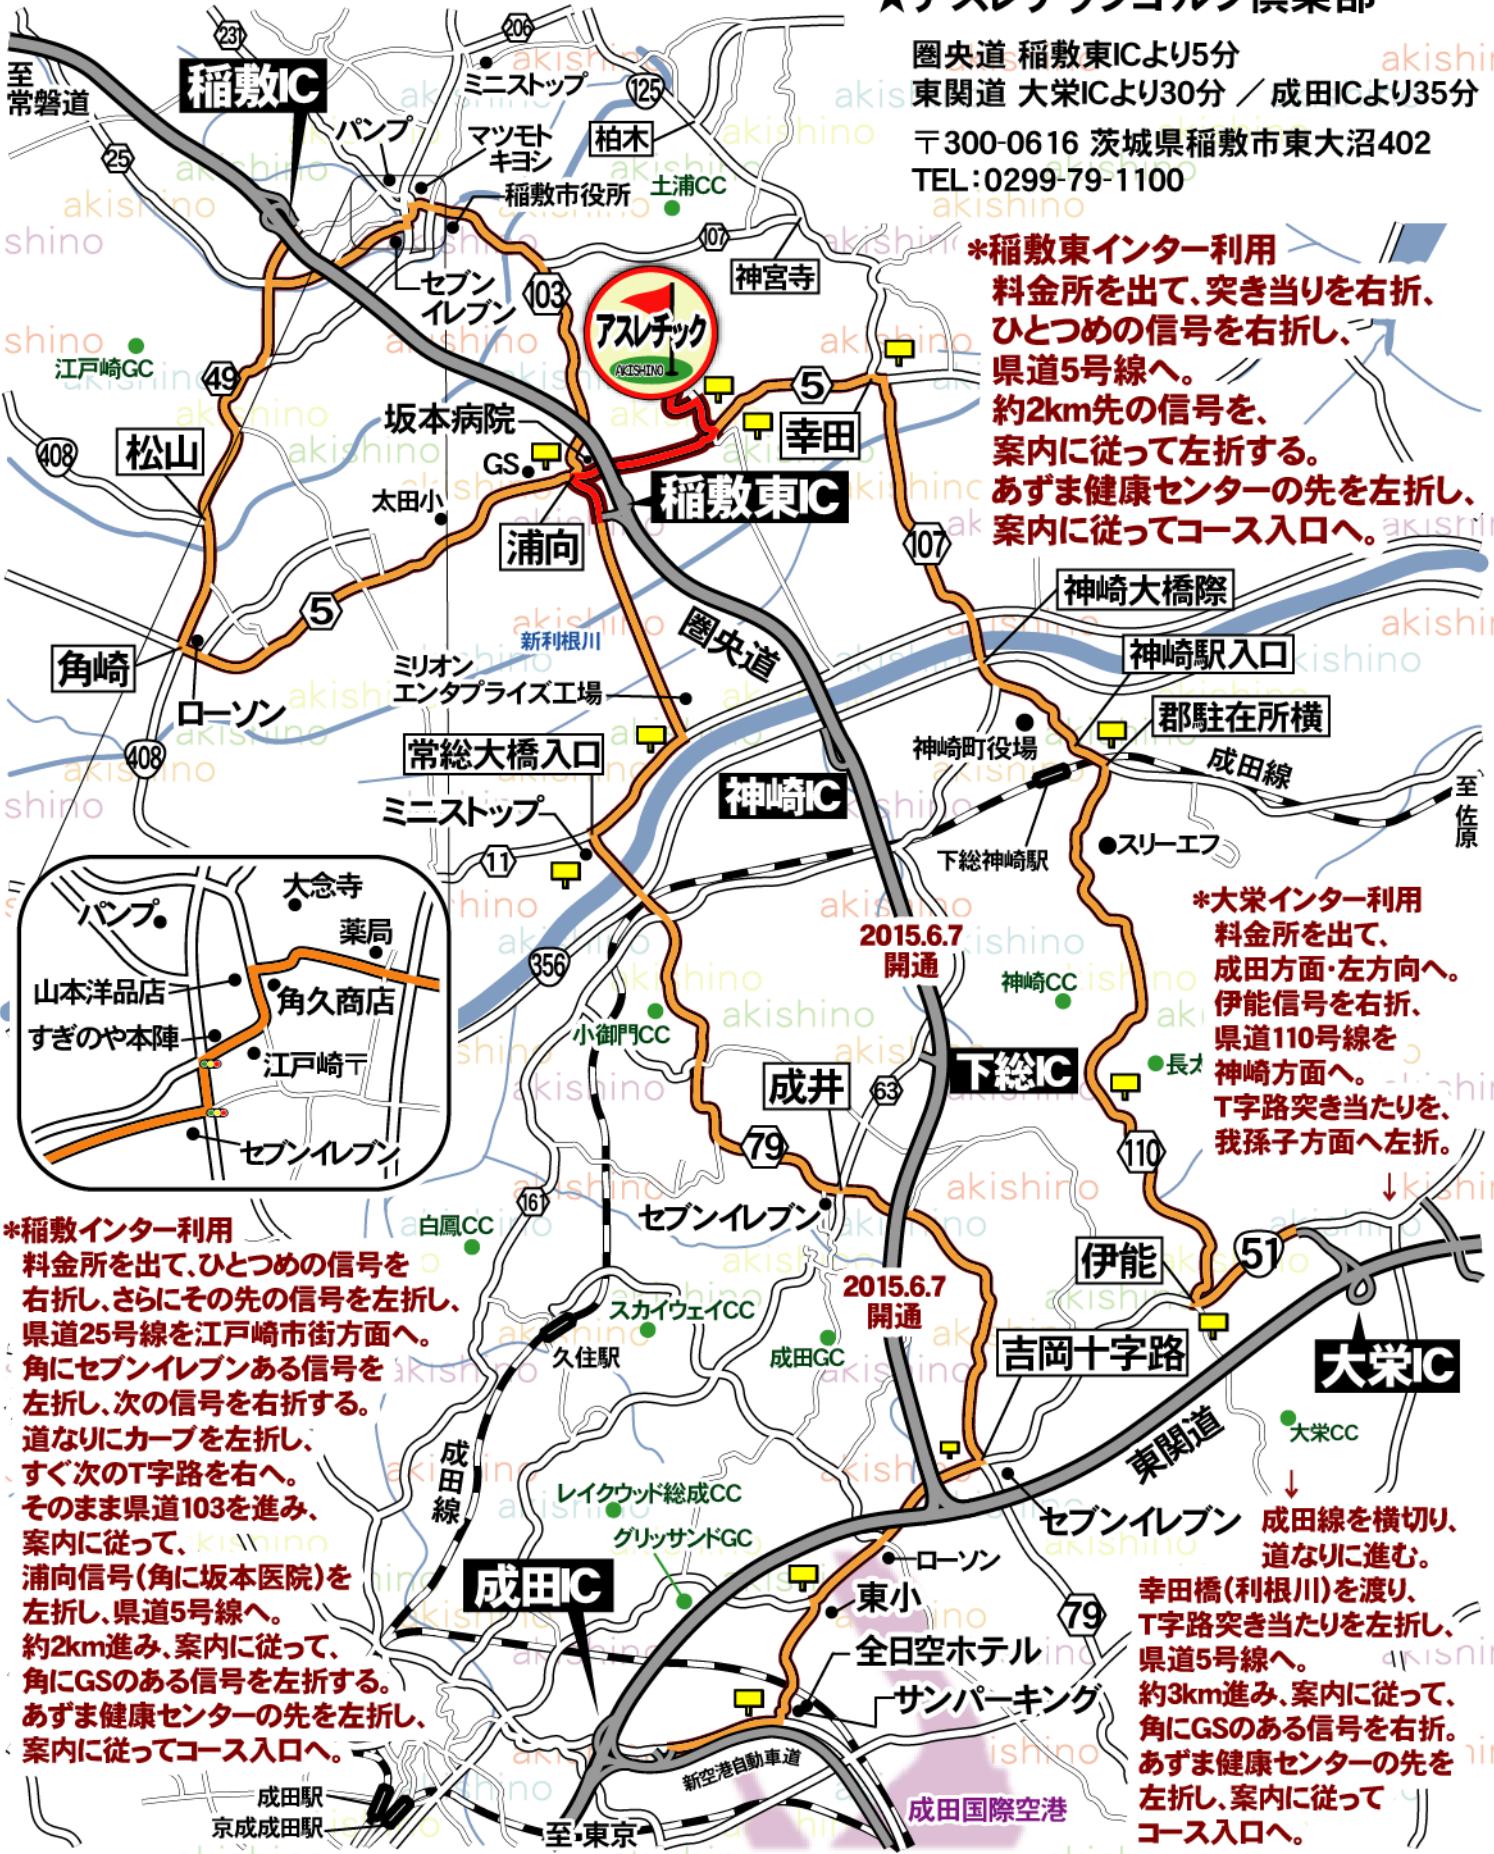 ★アスレチックゴルフ倶楽部
圏央道 稲敷東ICより5分
東関道 大栄ICより30分 / 成田ICより35分
〒300-0616 茨城県稲敷市東大沼402
TEL:0299-79-1100
231
206
至
常磐道
稲敷IC
ミニストップ
125
パンプ
マツモト
キヨシ
柏木
25
稲敷市役所
土浦CC
107
神宮寺
セブン
イレブン
103
アスレチック
AKISHINO
江戸崎GC
49
坂本病院
5
幸田
408
松山
GS
太田小
稲敷東IC
浦向
107
神崎大橋際
5
新利根川
圏央道
神崎駅入口
角崎
ミリオン
エンタプライズ工場
ローソン
郡駐在所横
408
常総大橋入口
神崎町役場
成田線
神崎IC
至
佐原
ミニストップ
11
下総神崎駅
スリーエフ
*稲敷東インター利用
料金所を出て、突き当りを右折、
ひとつめの信号を右折し、
県道5号線へ。
約2km先の信号を、
案内に従って左折する。
あずま健康センターの先を左折し、
案内に従ってコース入口へ。
大念寺
パンプ
薬局
山本洋品店
角久商店
すぎのや本陣
江戸崎〒
セブンイレブン
356
2015.6.7
開通
神崎CC
小御門CC
下総IC
長太
成井
63
79
110
161
セブンイレブン
白鳳CC
伊能
51
2015.6.7
開通
スカイウェイCC
久住駅
成田GC
吉岡十字路
大栄IC
大栄CC
東関道
成田線
レイクウッド総成CC
グリッサンドGC
セブンイレブン
ローソン
成田IC
東小
79
全日空ホテル
サンパーキング
新空港自動車道
成田駅
京成成田駅
至 東京
成田国際空港
*大栄インター利用
料金所を出て、
成田方面・左方向へ。
伊能信号を右折、
県道110号線を
神崎方面へ。
T字路突き当たりを、
我孫子方面へ左折。
↓
↓
成田線を横切り、
道なりに進む。
幸田橋(利根川)を渡り、
T字路突き当たりを左折し、
県道5号線へ。
約3km進み、案内に従って、
角にGSのある信号を右折。
あずま健康センターの先を
左折し、案内に従って
コース入口へ。
*稲敷インター利用
料金所を出て、ひとつめの信号を
右折し、さらにその先の信号を左折し、
県道25号線を江戸崎市街方面へ。
角にセブンイレブンある信号を
左折し、次の信号を右折する。
道なりにカーブを左折し、
すぐ次のT字路を右へ。
そのまま県道103を進み、
案内に従って、
浦向信号(角に坂本医院)を
左折し、県道5号線へ。
約2km進み、案内に従って、
角にGSのある信号を左折する。
あずま健康センターの先を左折し、
案内に従ってコース入口へ。